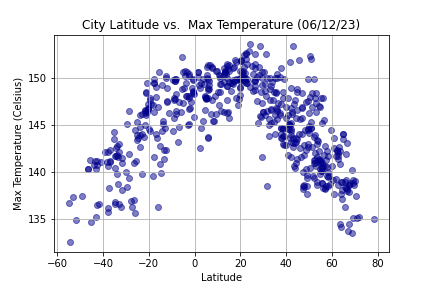 City Latitude vs. Max Temperature (06/12/23)
Max Temperature (Celsius)
150
145
140
135
−60 −40 −20 0 20 40 60 80
Latitude